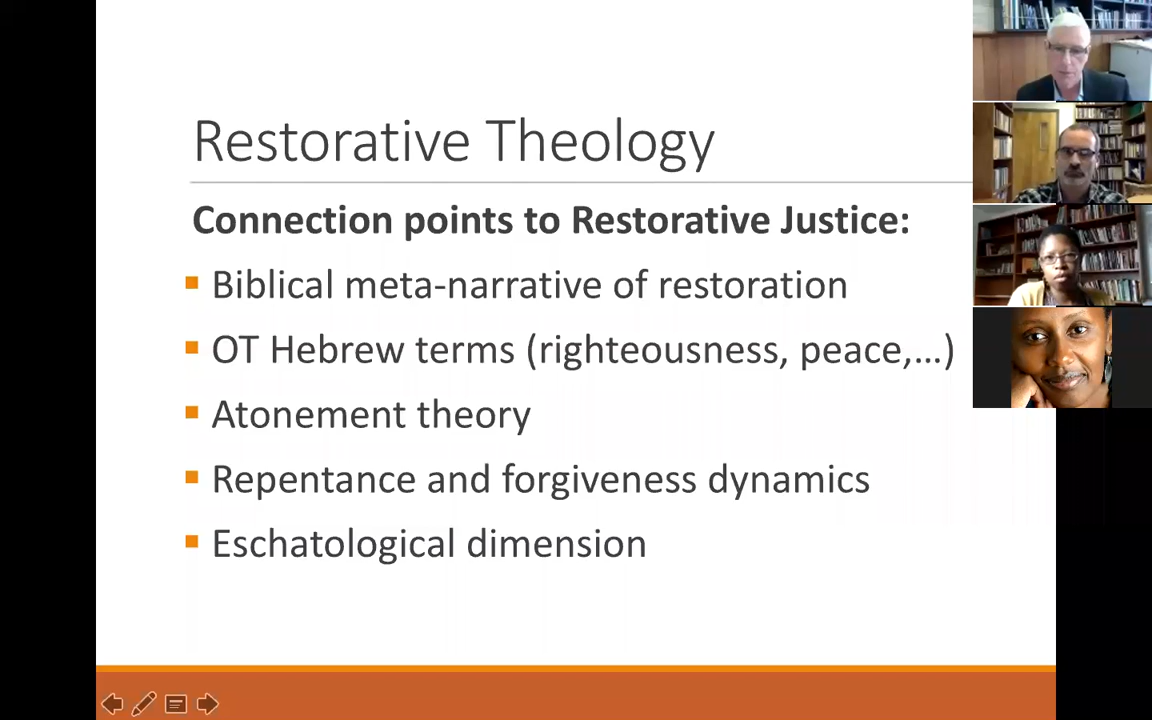 Restorative Theology
Connection points to Restorative Justice:
Biblical meta-narrative of restoration
OT Hebrew terms (righteousness, peace,…)
Atonement theory
Repentance and forgiveness dynamics
Eschatological dimension